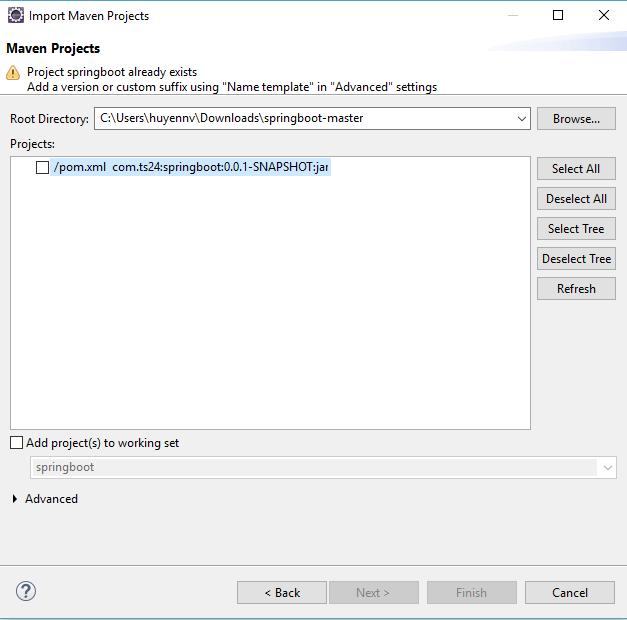 Import Maven Projects
Maven Projects
Project springboot already exists
Add a version or custom suffix using "Name template" in "Advanced" settings
Root Directory: C:\Users\huyennv\Downloads\springboot-master Browse...
Projects:
/pom.xml com.ts24:springboot:0.0.1-SNAPSHOT:jar
Select All
Deselect All
Select Tree
Deselect Tree
Refresh
Add project(s) to working set
springboot
Advanced
? < Back Next > Finish Cancel